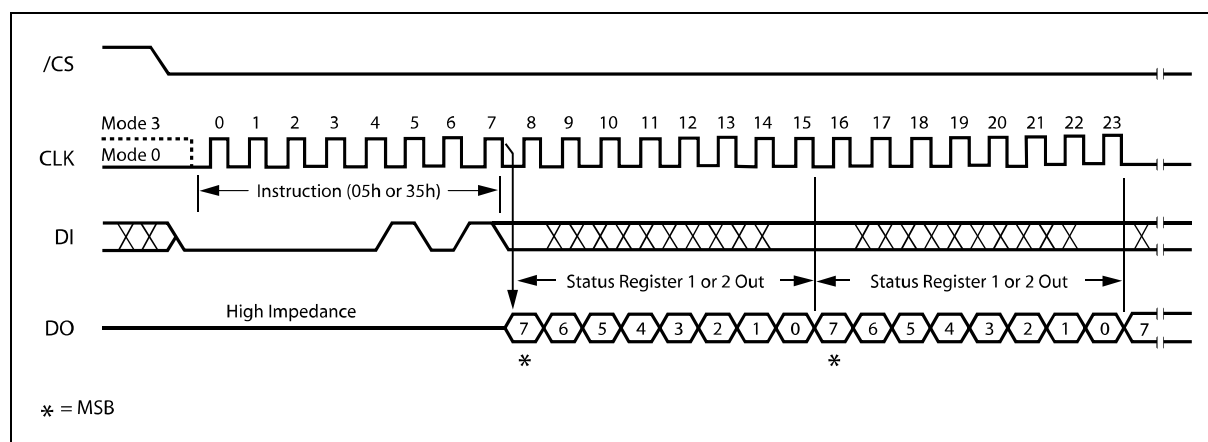 /CS
Mode 3
0 1 2 3 4 5 6 7 8 9 10 11 12 13 14 15 16 17 18 19 20 21 22 23
CLK
Mode 0
Instruction (05h or 35h)
DI
Status Register 1 or 2 Out
Status Register 1 or 2 Out
High Impedance
DO
7 6 5 4 3 2 1 0 7 6 5 4 3 2 1 0 7
* *
* = MSB